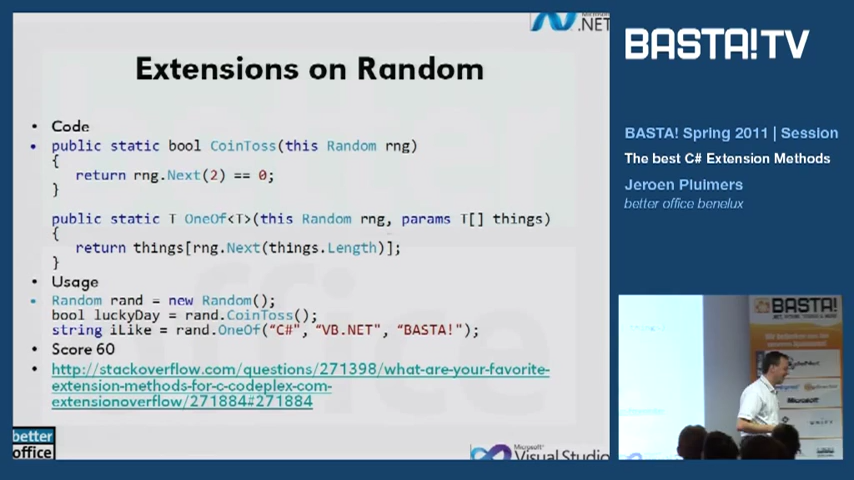 .NET
BASTA!TV
Extensions on Random
• Code
• public static bool CoinToss(this Random rng)
{
return rng.Next(2) == 0;
}
public static T OneOf<T>(this Random rng, params T[] things)
{
return things[rng.Next(things.Length)];
}
• Usage
• Random rand = new Random();
bool luckyDay = rand.CoinToss();
string iLike = rand.OneOf("C#", "VB.NET", "BASTA!");
• Score 60
• http://stackoverflow.com/questions/271398/what-are-your-favorite-
extension-methods-for-c-codeplex-com-
extensionoverflow/271884#271884
better
office
Microsoft
Visual Studio
BASTA! Spring 2011 | Session
The best C# Extension Methods
Jeroen Pluimers
better office benelux
BASTA!
Microsoft